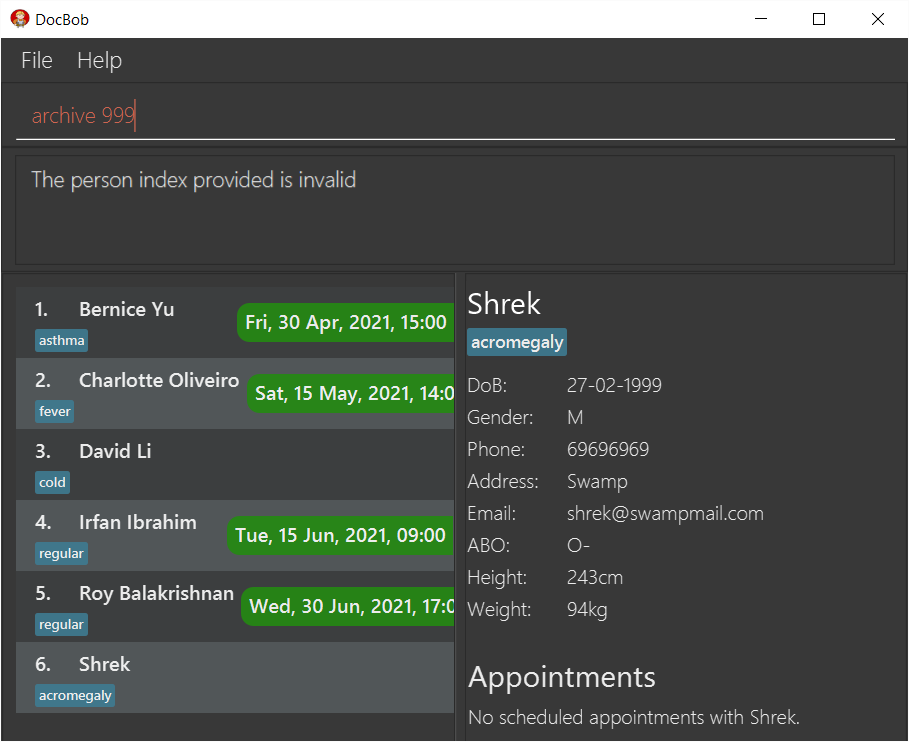 DocBob
File Help
archive 999
The person index provided is invalid
1. Bernice Yu
Fri, 30 Apr, 2021, 15:00
asthma
2. Charlotte Oliveiro
Sat, 15 May, 2021, 14:0
fever
3. David Li
cold
4. Irfan Ibrahim
Tue, 15 Jun, 2021, 09:00
regular
5. Roy Balakrishnan
Wed, 30 Jun, 2021, 17:0
regular
6. Shrek
acromegaly
Shrek
acromegaly
DoB: 27-02-1999
Gender: M
Phone: 69696969
Address: Swamp
Email: shrek@swampmail.com
ABO: O-
Height: 243cm
Weight: 94kg
Appointments
No scheduled appointments with Shrek.